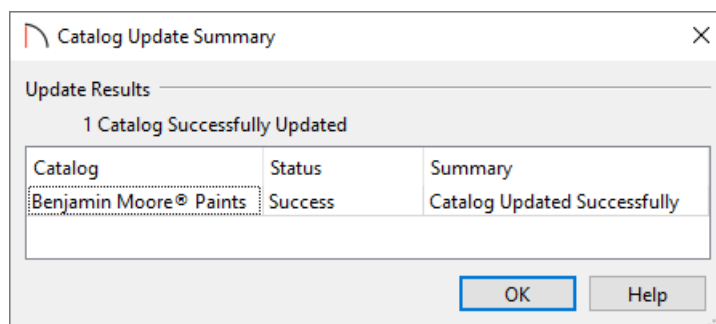 Catalog Update Summary
Update Results
1 Catalog Successfully Updated
Catalog Status Summary
Benjamin Moore® Paints Success Catalog Updated Successfully
OK Help